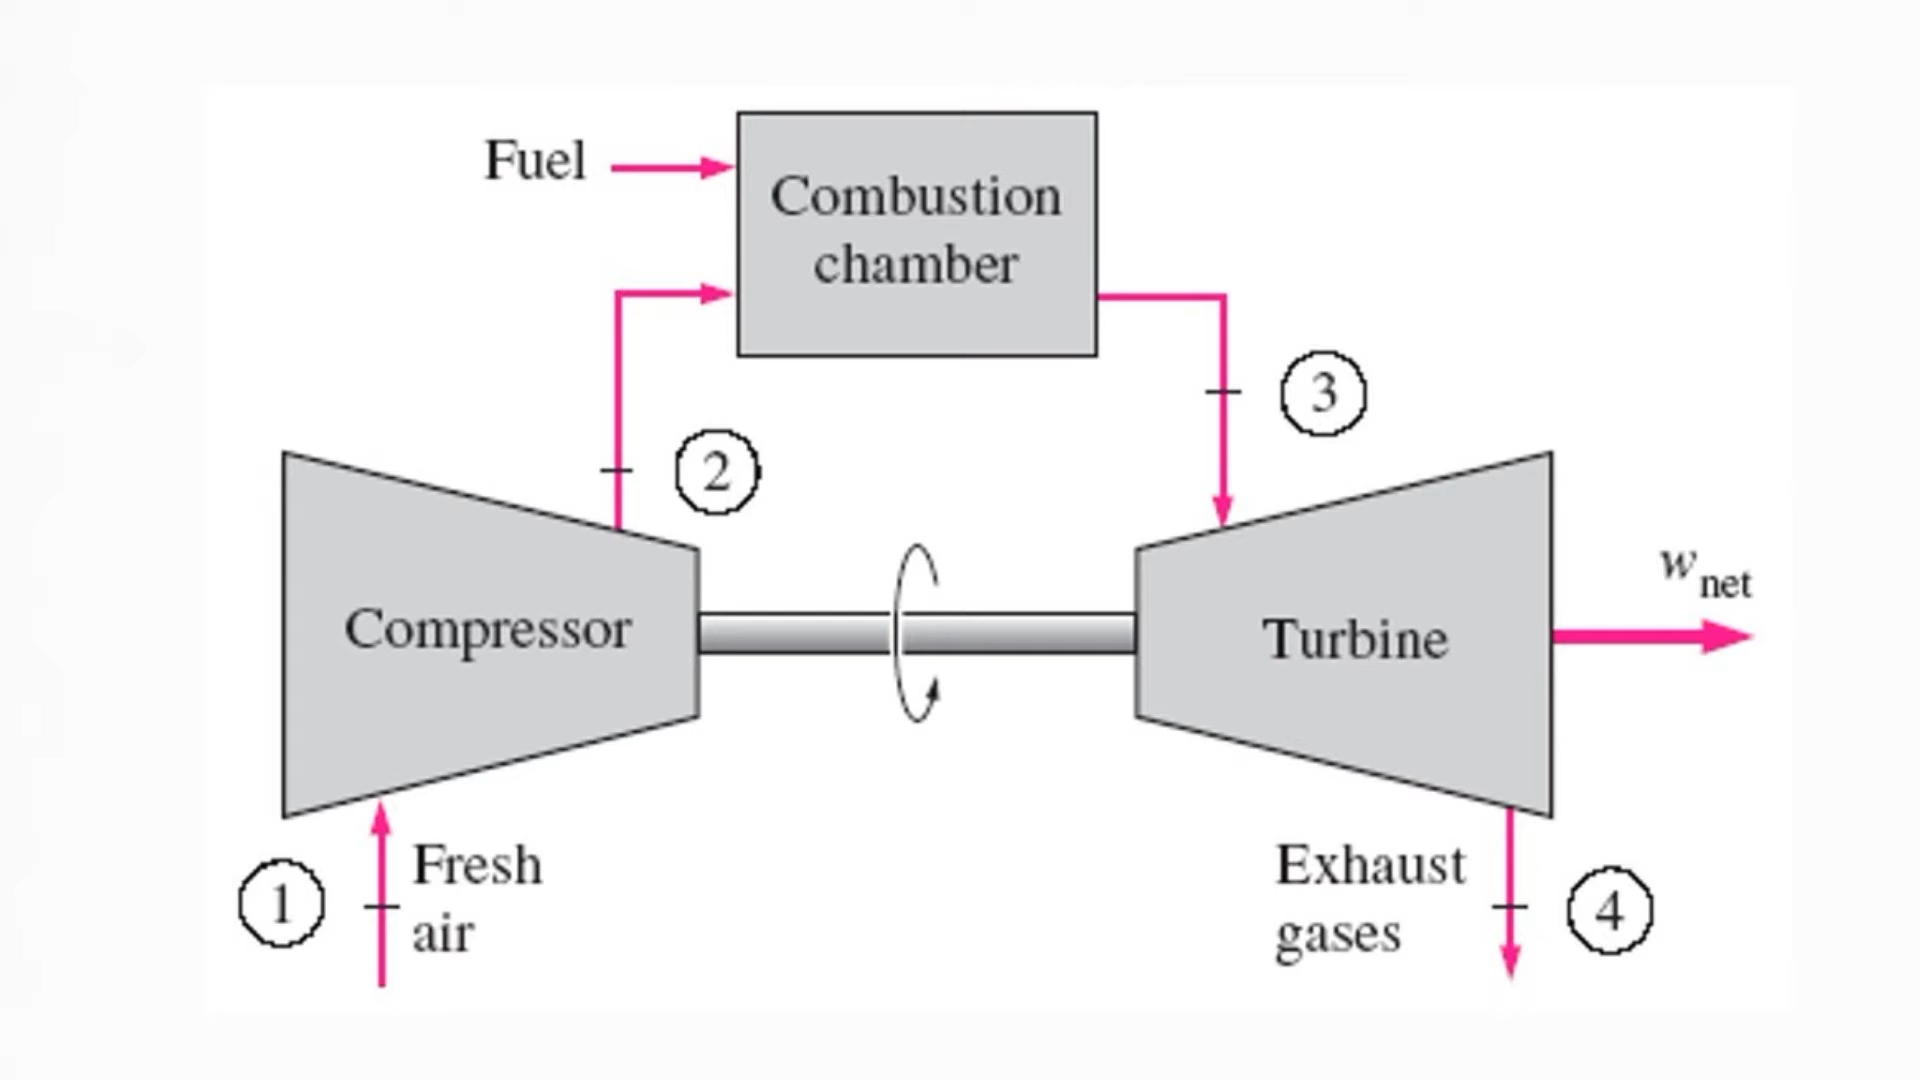 Fuel
Combustion
chamber
3
2
w net
Compressor
Turbine
1
Fresh
air
Exhaust
gases
4